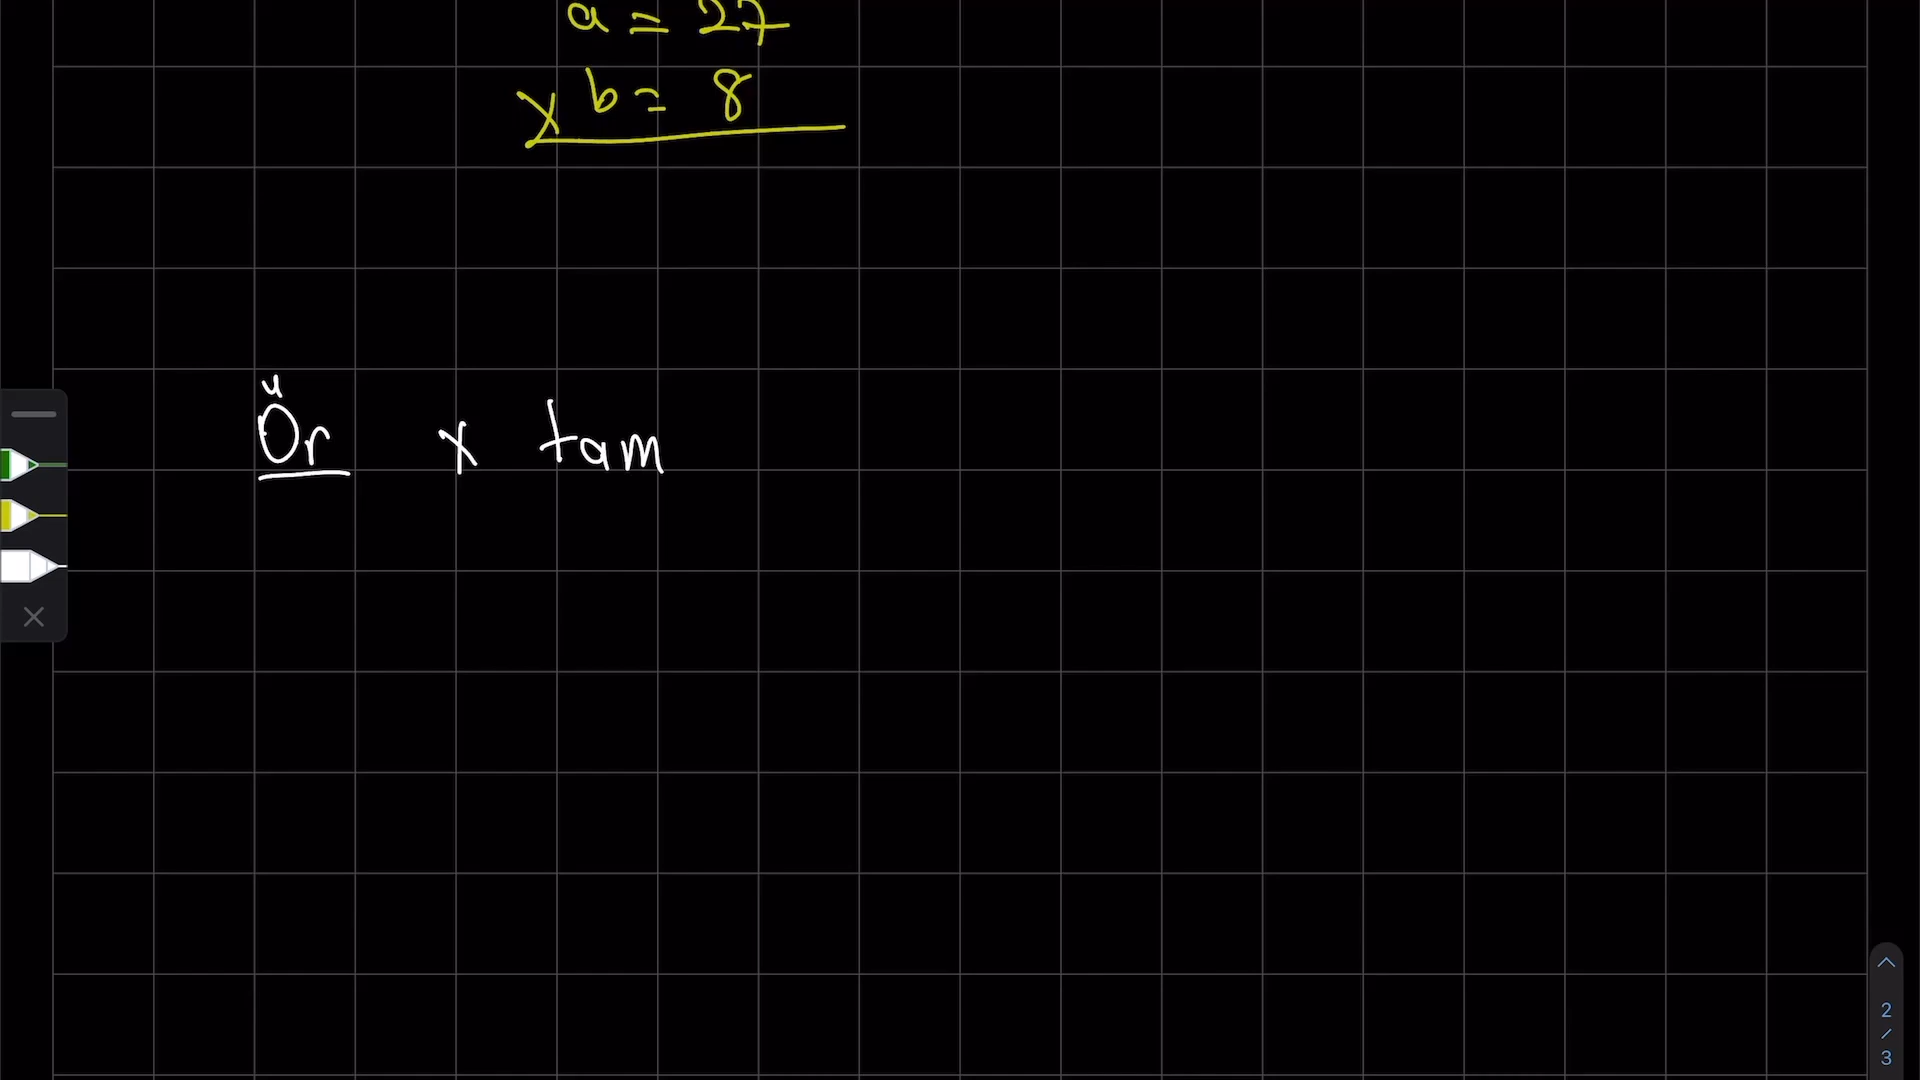 a = 27
x b = 8
Ör x tam
2
/
3